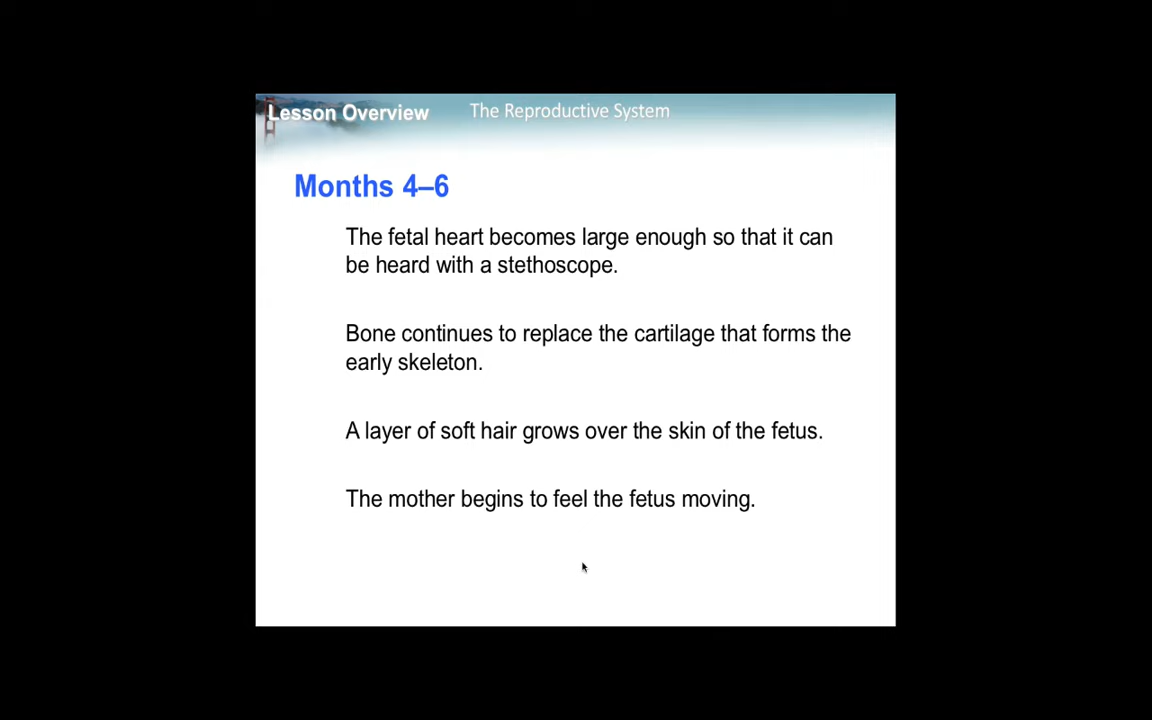 Lesson Overview The Reproductive System
Months 4–6
The fetal heart becomes large enough so that it can
be heard with a stethoscope.
Bone continues to replace the cartilage that forms the
early skeleton.
A layer of soft hair grows over the skin of the fetus.
The mother begins to feel the fetus moving.